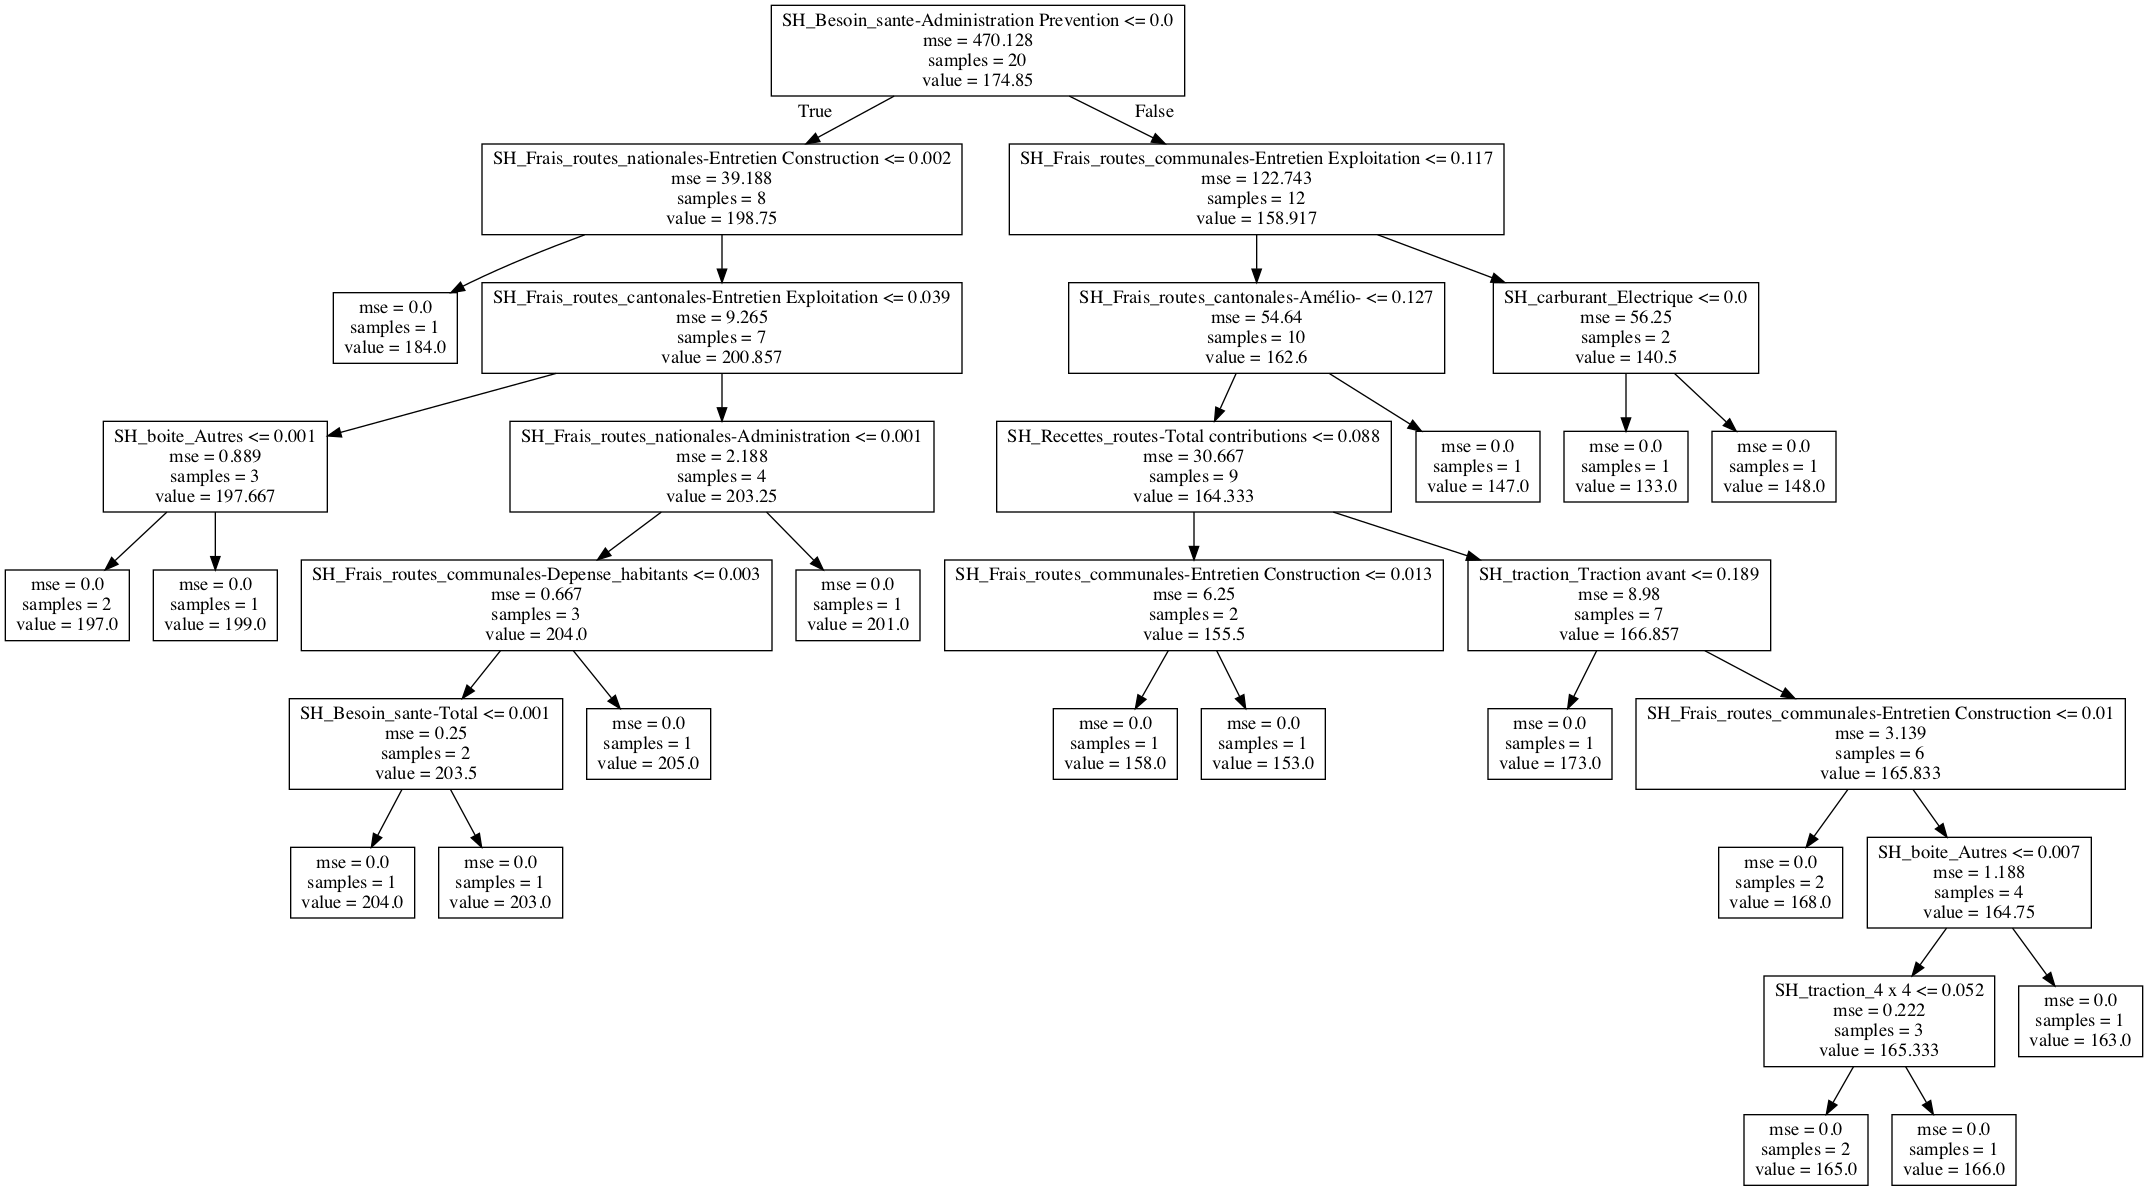 SH_Besoin_sante-Administration Prevention <= 0.0
mse = 470.128
samples = 20
value = 174.85
True
False
SH_Frais_routes_nationales-Entretien Construction <= 0.002
mse = 39.188
samples = 8
value = 198.75
SH_Frais_routes_communales-Entretien Exploitation <= 0.117
mse = 122.743
samples = 12
value = 158.917
mse = 0.0
samples = 1
value = 184.0
SH_Frais_routes_cantonales-Entretien Exploitation <= 0.039
mse = 9.265
samples = 7
value = 200.857
SH_Frais_routes_cantonales-Amélio- <= 0.127
mse = 54.64
samples = 10
value = 162.6
SH_carburant_Electrique <= 0.0
mse = 56.25
samples = 2
value = 140.5
SH_boite_Autres <= 0.001
mse = 0.889
samples = 3
value = 197.667
SH_Frais_routes_nationales-Administration <= 0.001
mse = 2.188
samples = 4
value = 203.25
SH_Recettes_routes-Total contributions <= 0.088
mse = 30.667
samples = 9
value = 164.333
mse = 0.0
samples = 1
value = 147.0
mse = 0.0
samples = 1
value = 133.0
mse = 0.0
samples = 1
value = 148.0
mse = 0.0
samples = 2
value = 197.0
mse = 0.0
samples = 1
value = 199.0
SH_Frais_routes_communales-Depense_habitants <= 0.003
mse = 0.667
samples = 3
value = 204.0
mse = 0.0
samples = 1
value = 201.0
SH_Frais_routes_communales-Entretien Construction <= 0.013
mse = 6.25
samples = 2
value = 155.5
SH_traction_Traction avant <= 0.189
mse = 8.98
samples = 7
value = 166.857
SH_Besoin_sante-Total <= 0.001
mse = 0.25
samples = 2
value = 203.5
mse = 0.0
samples = 1
value = 205.0
mse = 0.0
samples = 1
value = 158.0
mse = 0.0
samples = 1
value = 153.0
mse = 0.0
samples = 1
value = 173.0
SH_Frais_routes_communales-Entretien Construction <= 0.01
mse = 3.139
samples = 6
value = 165.833
mse = 0.0
samples = 1
value = 204.0
mse = 0.0
samples = 1
value = 203.0
mse = 0.0
samples = 2
value = 168.0
SH_boite_Autres <= 0.007
mse = 1.188
samples = 4
value = 164.75
SH_traction_4 x 4 <= 0.052
mse = 0.222
samples = 3
value = 165.333
mse = 0.0
samples = 1
value = 163.0
mse = 0.0
samples = 2
value = 165.0
mse = 0.0
samples = 1
value = 166.0